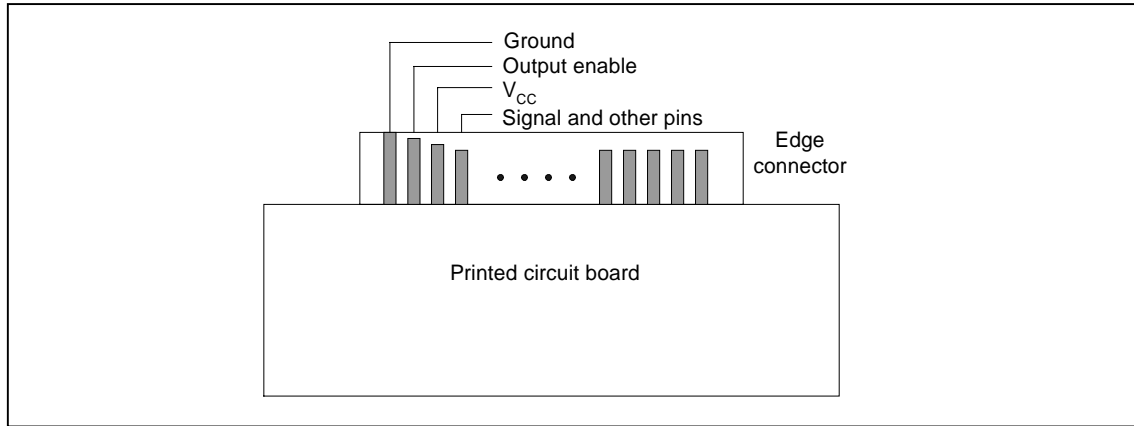 Ground
Output enable
VCC
Signal and other pins
Edge
connector
Printed circuit board